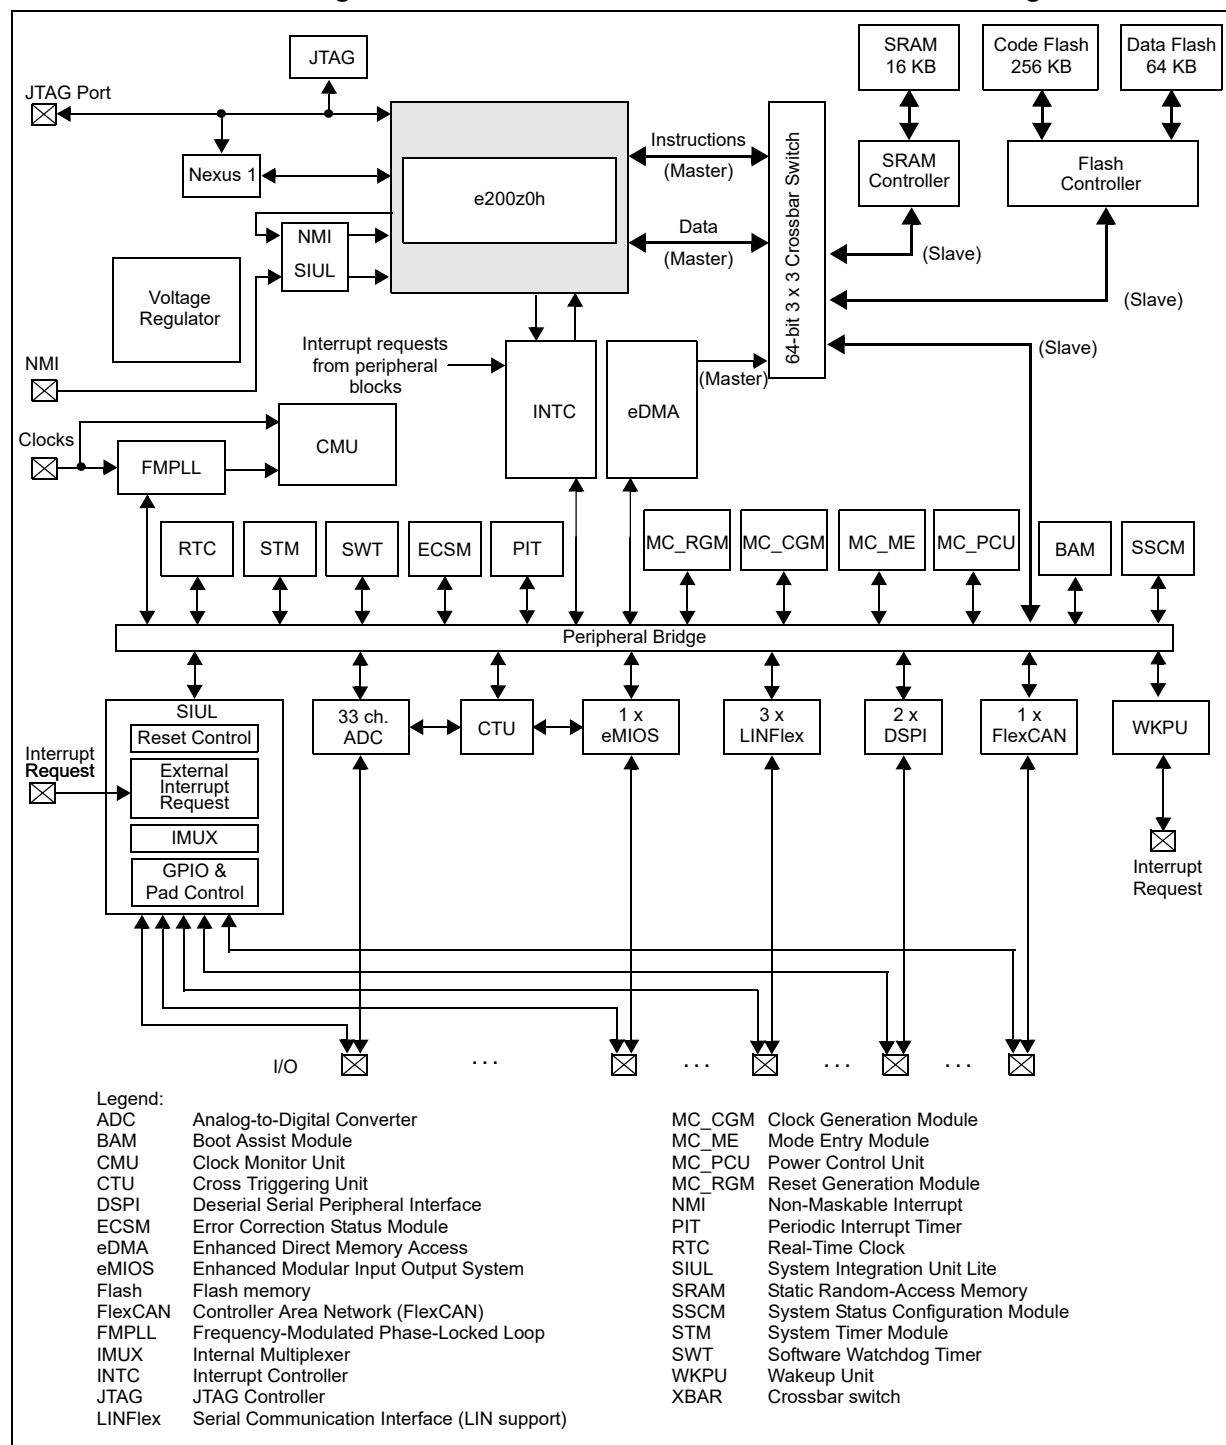 JTAG
JTAG Port
Nexus 1
e200z0h
NMI
SIUL
Voltage
Regulator
NMI
Clocks
FMPLL
CMU
Interrupt requests
from peripheral
blocks
INTC
eDMA
Instructions
(Master)
Data
(Master)
(Master)
64-bit 3 x 3 Crossbar Switch
SRAM
16 KB
Code Flash
256 KB
Data Flash
64 KB
SRAM
Controller
Flash
Controller
(Slave)
(Slave)
(Slave)
RTC
STM
SWT
ECSM
PIT
MC_RGM
MC_CGM
MC_ME
MC_PCU
BAM
SSCM
Peripheral Bridge
SIUL
Reset Control
External
Interrupt
Request
IMUX
GPIO &
Pad Control
Interrupt
Request
33 ch.
ADC
CTU
1 x
eMIOS
3 x
LINFlex
2 x
DSPI
1 x
FlexCAN
WKPU
Interrupt
Request
I/O
. . .
. . .
. . .
. . .
Legend:
ADC Analog-to-Digital Converter
BAM Boot Assist Module
CMU Clock Monitor Unit
CTU Cross Triggering Unit
DSPI Deserial Serial Peripheral Interface
ECSM Error Correction Status Module
eDMA Enhanced Direct Memory Access
eMIOS Enhanced Modular Input Output System
Flash Flash memory
FlexCAN Controller Area Network (FlexCAN)
FMPLL Frequency-Modulated Phase-Locked Loop
IMUX Internal Multiplexer
INTC Interrupt Controller
JTAG JTAG Controller
LINFlex Serial Communication Interface (LIN support)
MC_CGM Clock Generation Module
MC_ME Mode Entry Module
MC_PCU Power Control Unit
MC_RGM Reset Generation Module
NMI Non-Maskable Interrupt
PIT Periodic Interrupt Timer
RTC Real-Time Clock
SIUL System Integration Unit Lite
SRAM Static Random-Access Memory
SSCM System Status Configuration Module
STM System Timer Module
SWT Software Watchdog Timer
WKPU Wakeup Unit
XBAR Crossbar switch